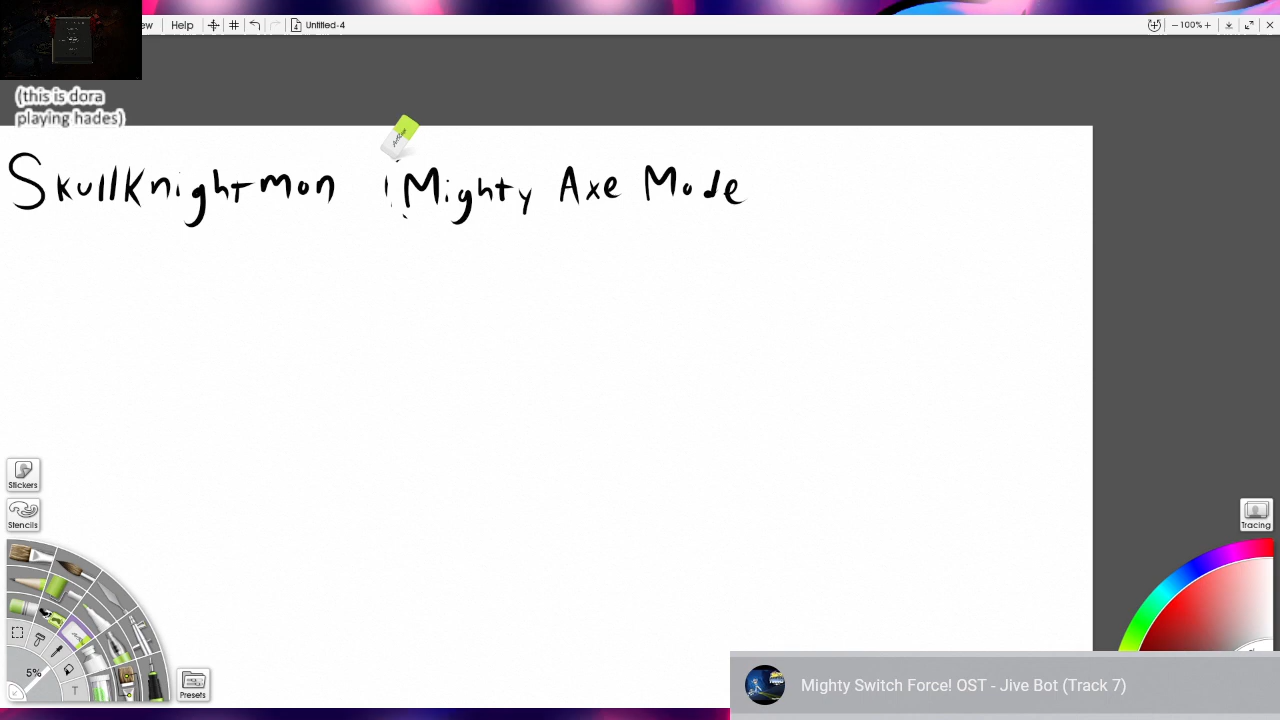 ew Help Untitled-4 100%
(this is dora
playing hades)
SkullKnightmon Mighty Axe Mode
Stickers
Stencils
Tracing
5%
T
Presets
Mighty Switch Force! OST - Jive Bot (Track 7)